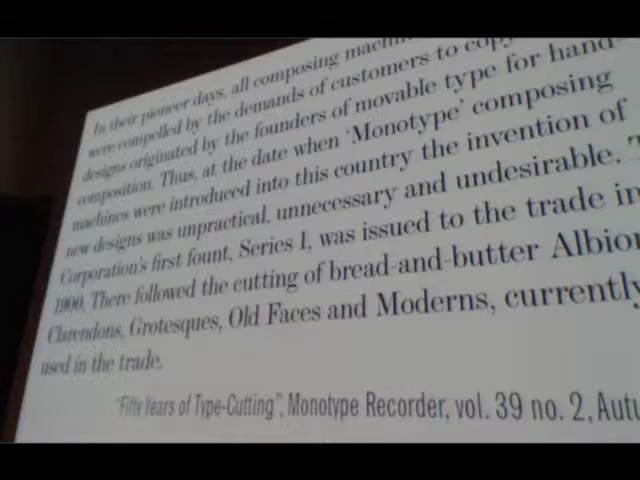 In their pioneer days, all composing
were compelled by the demands of customers to copy
designs originated by the founders of movable type for hand-
composition. Thus, at the date when ‘Monotype’ composing
machines were introduced into this country the invention of
new designs was unpractical, unnecessary and undesirable.
Corporation's first fount, Series I, was issued to the trade in
1900. There followed the cutting of bread-and-butter
Clarendons, Grotesques, Old Faces and Moderns, currently
used in the trade.
"Fifty Years of Type-Cutting", Monotype Recorder, vol. 39 no. 2,